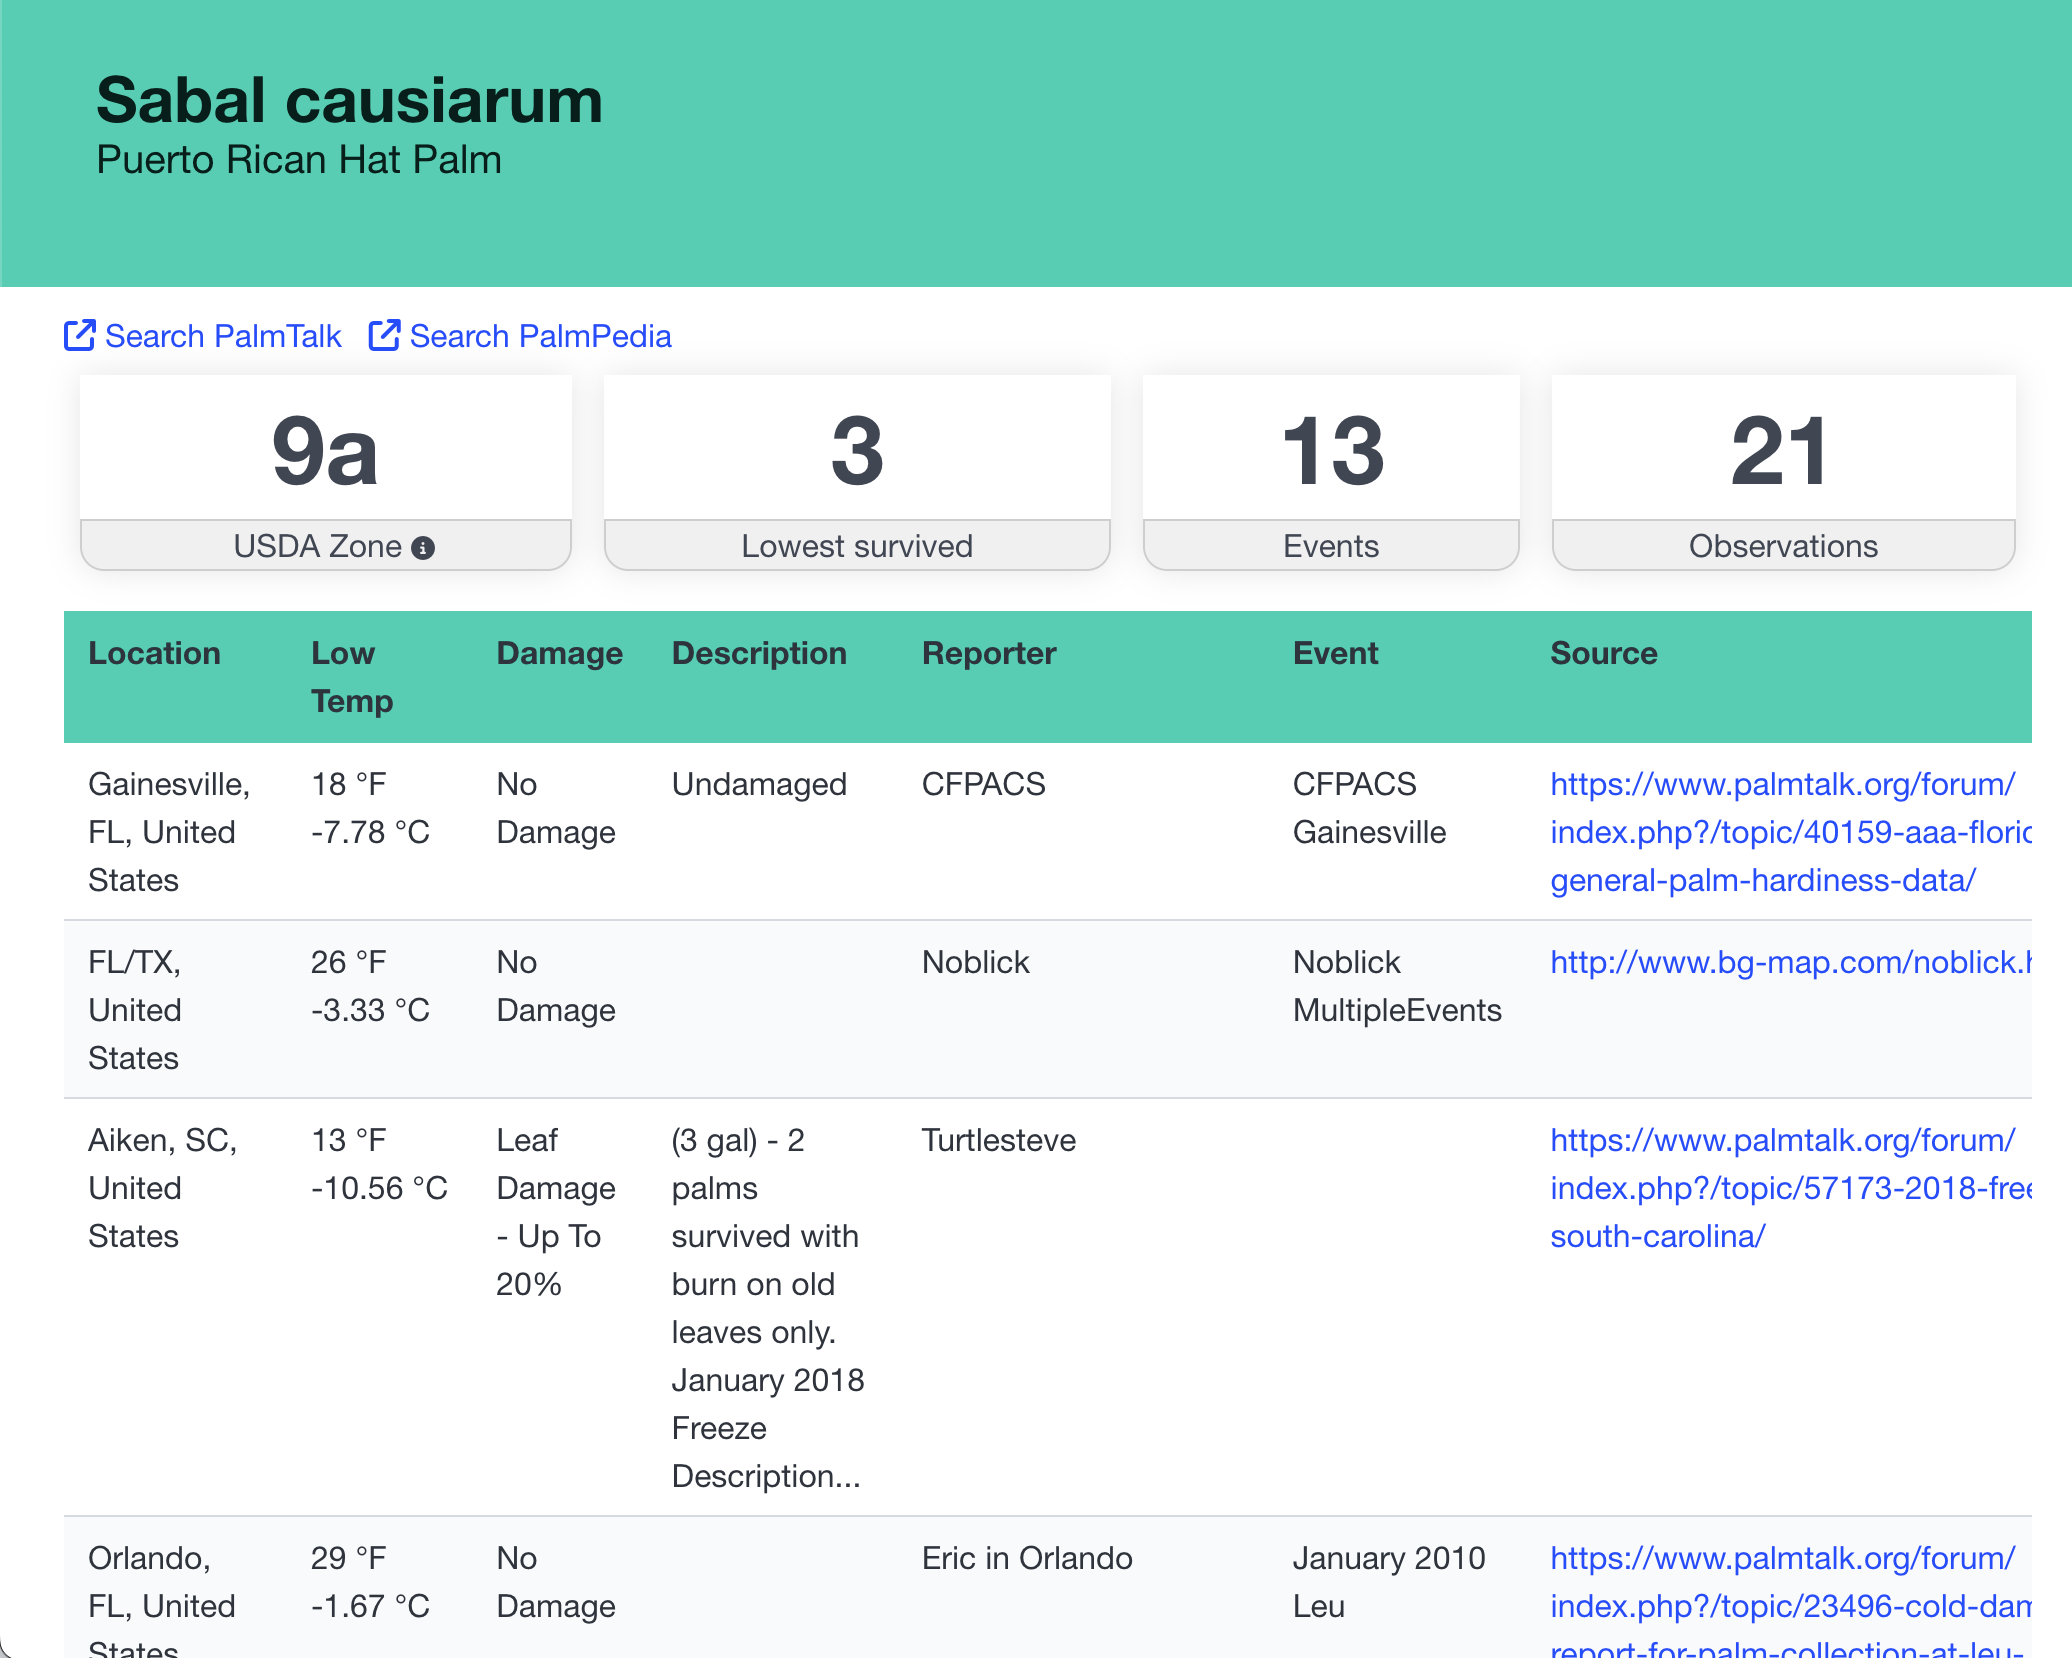 Sabal causiarum
Puerto Rican Hat Palm
Search PalmTalk Search PalmPedia
9a 3 13 21
USDA Zone Lowest survived Events Observations
Location Low Damage Description Reporter Event Source
Temp
Gainesville, 18 °F No Undamaged CFPACS CFPACS https://www.palmtalk.org/forum/
FL, United -7.78 °C Damage Gainesville index.php?/topic/40159-aaa-floric
States general-palm-hardiness-data/
FL/TX, 26 °F No Noblick Noblick http://www.bg-map.com/noblick.h
United -3.33 °C Damage MultipleEvents
States
Aiken, SC, 13 °F Leaf (3 gal) - 2 Turtlesteve https://www.palmtalk.org/forum/
United -10.56 °C Damage palms index.php?/topic/57173-2018-free
States - Up To survived with south-carolina/
20% burn on old
leaves only.
January 2018
Freeze
Description...
Orlando, 29 °F No Eric in Orlando January 2010 https://www.palmtalk.org/forum/
FL, United -1.67 °C Damage Leu index.php?/topic/23496-cold-dam
States report-for-palm-collection-at-leu-